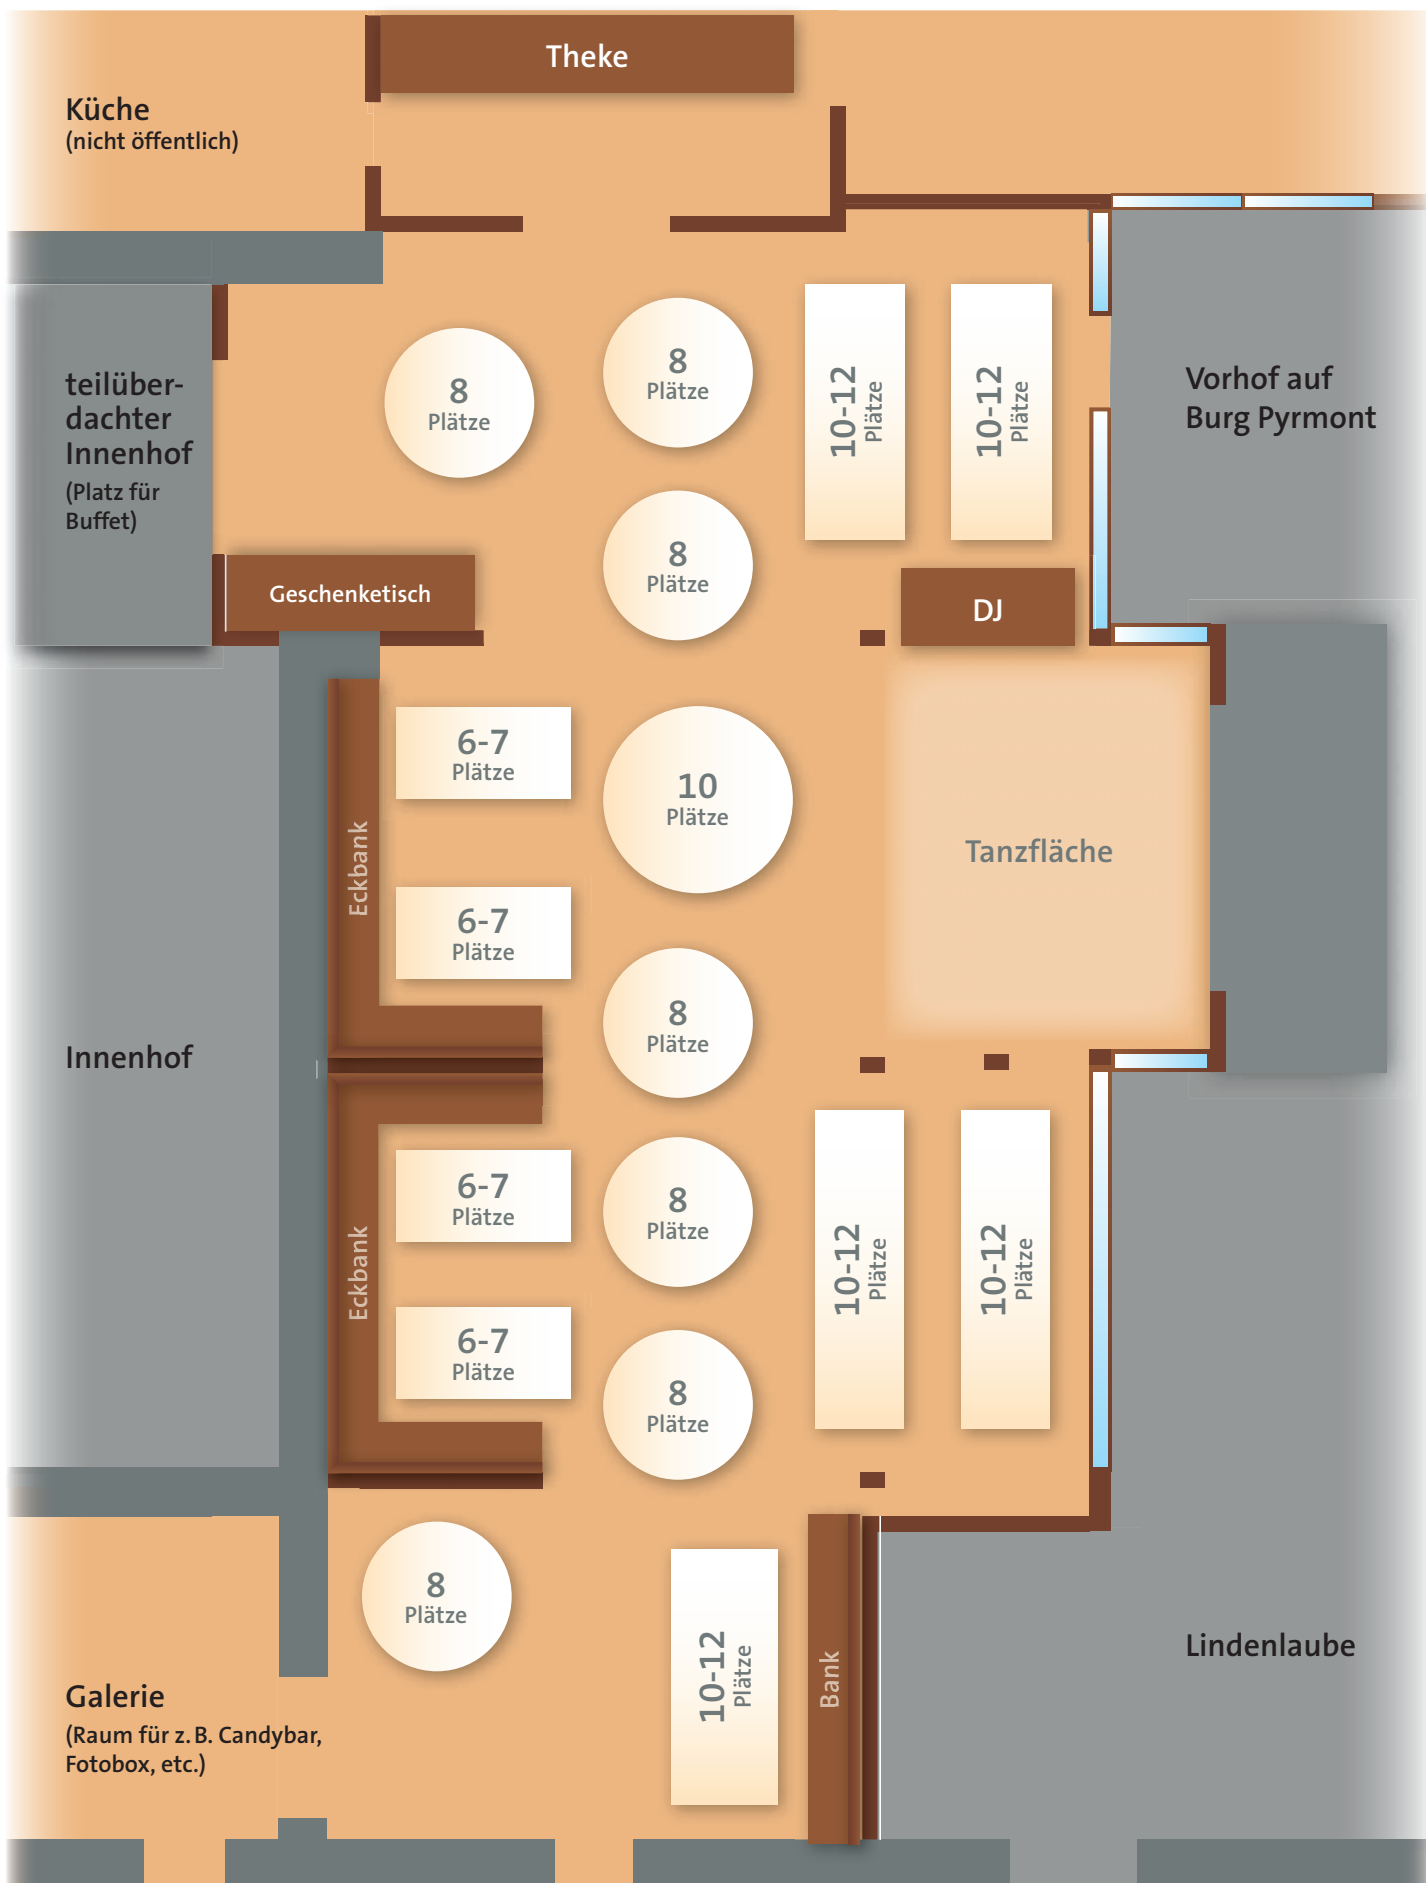 Theke
Küche
(nicht öffentlich)
8
Plätze
8
Plätze
10-12
Plätze
10-12
Plätze
teilüber-
dachter
Innenhof
(Platz für
Buffet)
Vorhof auf
Burg Pyrmont
8
Plätze
Geschenketisch
DJ
6-7
Plätze
10
Plätze
Eckbank
Tanzfläche
6-7
Plätze
8
Plätze
Innenhof
6-7
Plätze
8
Plätze
10-12
Plätze
10-12
Plätze
Eckbank
6-7
Plätze
8
Plätze
8
Plätze
10-12
Plätze
Bank
Lindenlaube
Galerie
(Raum für z. B. Candybar,
Fotobox, etc.)